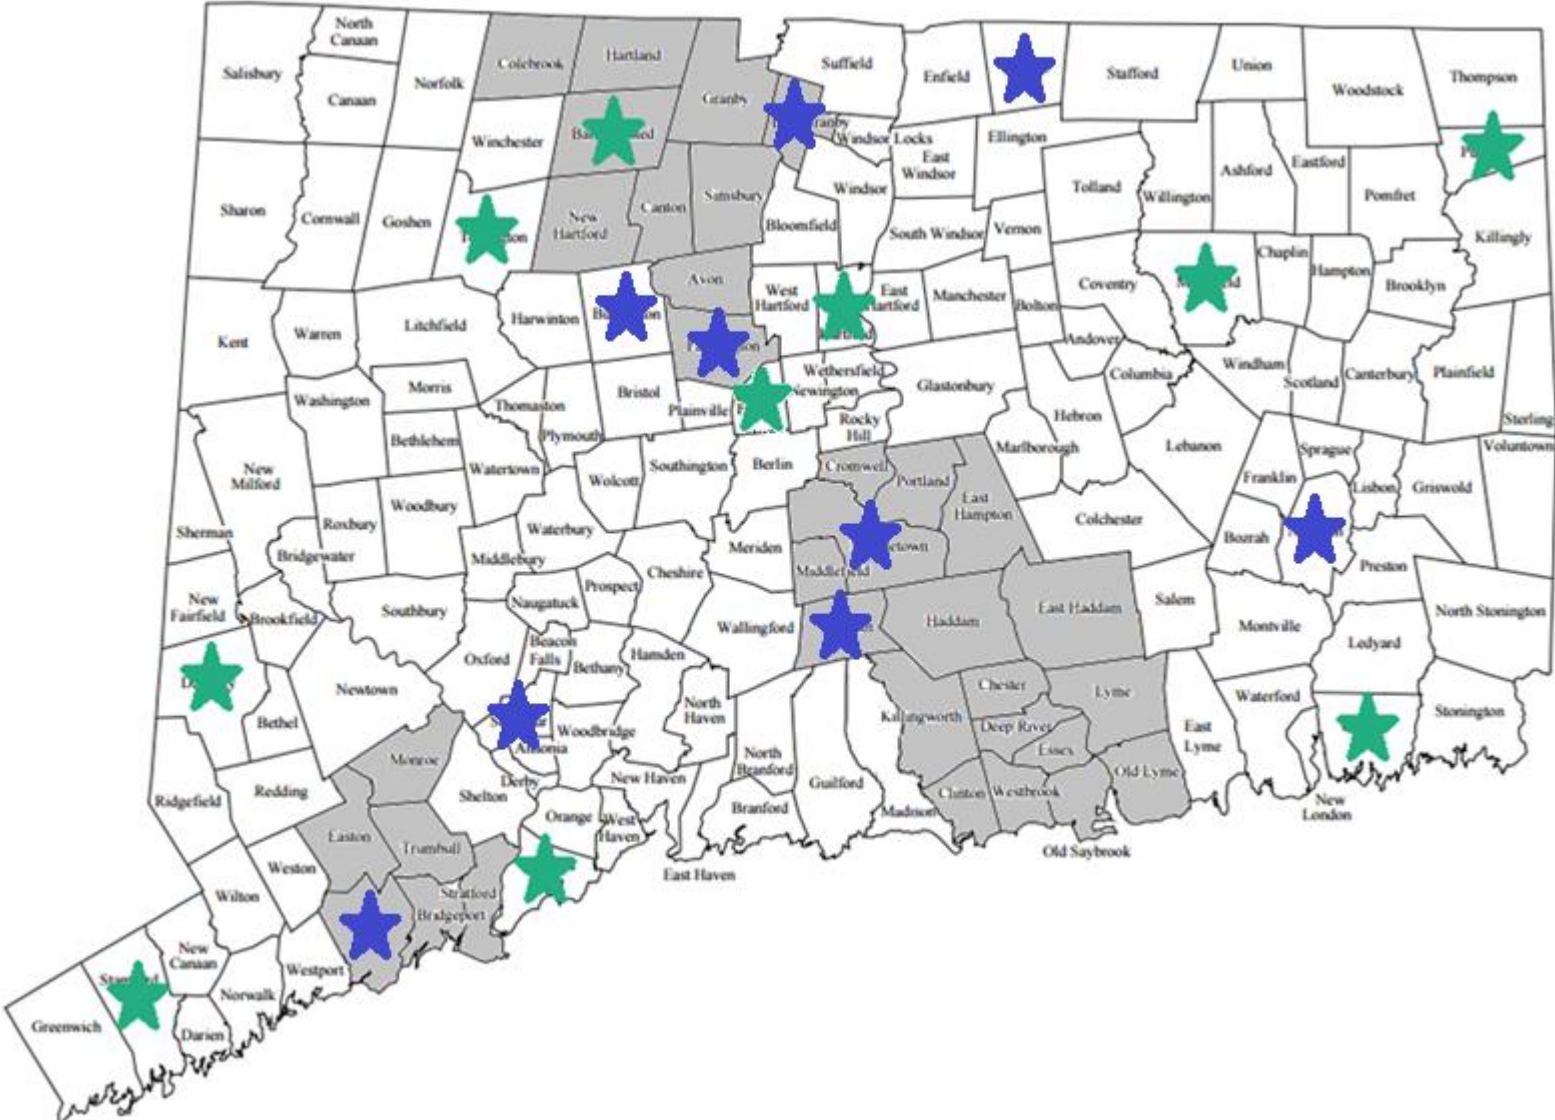 North
Canaan
Salisbury
Canaan
Norfolk
Colebrook
Hartland
Granby
Suffield
Enfield
Stafford
Union
Woodstock
Thompson
Winchester
Windsor Locks
East
Windsor
Ellington
Tolland
Willington
Ashford
Eastford
Pomfret
Sharon
Cornwall
Goshen
New
Hartford
Canton
Simsbury
Windsor
Bloomfield
South Windsor
Vernon
Killingly
Chaplin
Hampton
Brooklyn
Coventry
Avon
West
Hartford
East
Hartford
Manchester
Bolton
Kent
Warren
Litchfield
Harwinton
Andover
Columbia
Windham
Scotland
Canterbury
Plainfield
Sterling
Morris
Washington
Thomaston
Bristol
Plainville
Wethersfield
Newington
Glastonbury
Rocky
Hill
Hebron
Marlborough
Lebanon
Sprague
Voluntown
Bethlehem
Watertown
Plymouth
Wolcott
Southington
Berlin
Cromwell
Portland
East
Hampton
Franklin
Lisbon
Griswold
New
Milford
Sherman
Roxbury
Woodbury
Bridgewater
Waterbury
Middlebury
Meriden
Middlefield
Colchester
Bozrah
Preston
New
Fairfield
Brookfield
Southbury
Naugatuck
Prospect
Cheshire
Wallingford
Haddam
East Haddam
Salem
Montville
Ledyard
North Stonington
Oxford
Beacon
Falls
Bethany
Hamden
Newtown
Bethel
Woodbridge
North
Haven
Killingworth
Chester
Deep River
Essex
Lyme
East
Lyme
Waterford
Stonington
Monroe
Ansonia
Derby
Shelton
New Haven
North
Branford
Guilford
Madison
Clinton
Westbrook
Old Lyme
Old Saybrook
New
London
Ridgefield
Redding
Orange
West
Haven
Branford
East Haven
Easton
Trumbull
Weston
Wilton
Stratford
Bridgeport
New
Canaan
Westport
Norwalk
Darien
Greenwich